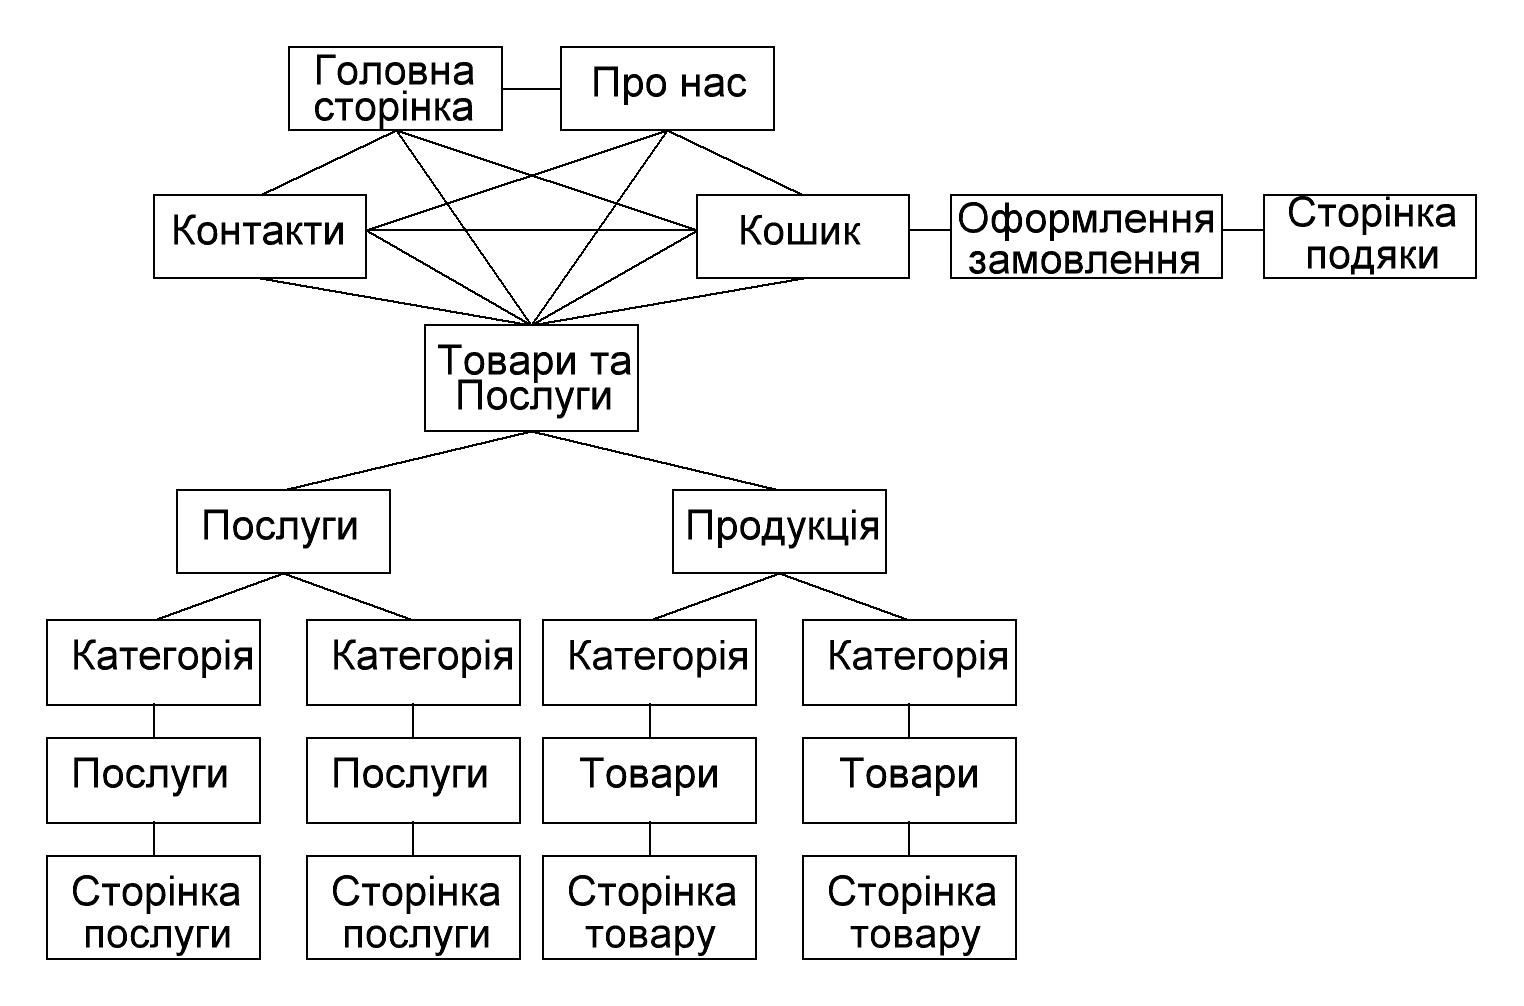 Головна
сторінка
Про нас
Контакти
Кошик
Оформлення
замовлення
Сторінка
подяки
Товари та
Послуги
Послуги
Продукція
Категорія
Категорія
Категорія
Категорія
Послуги
Послуги
Товари
Товари
Сторінка
послуги
Сторінка
послуги
Сторінка
товару
Сторінка
товару